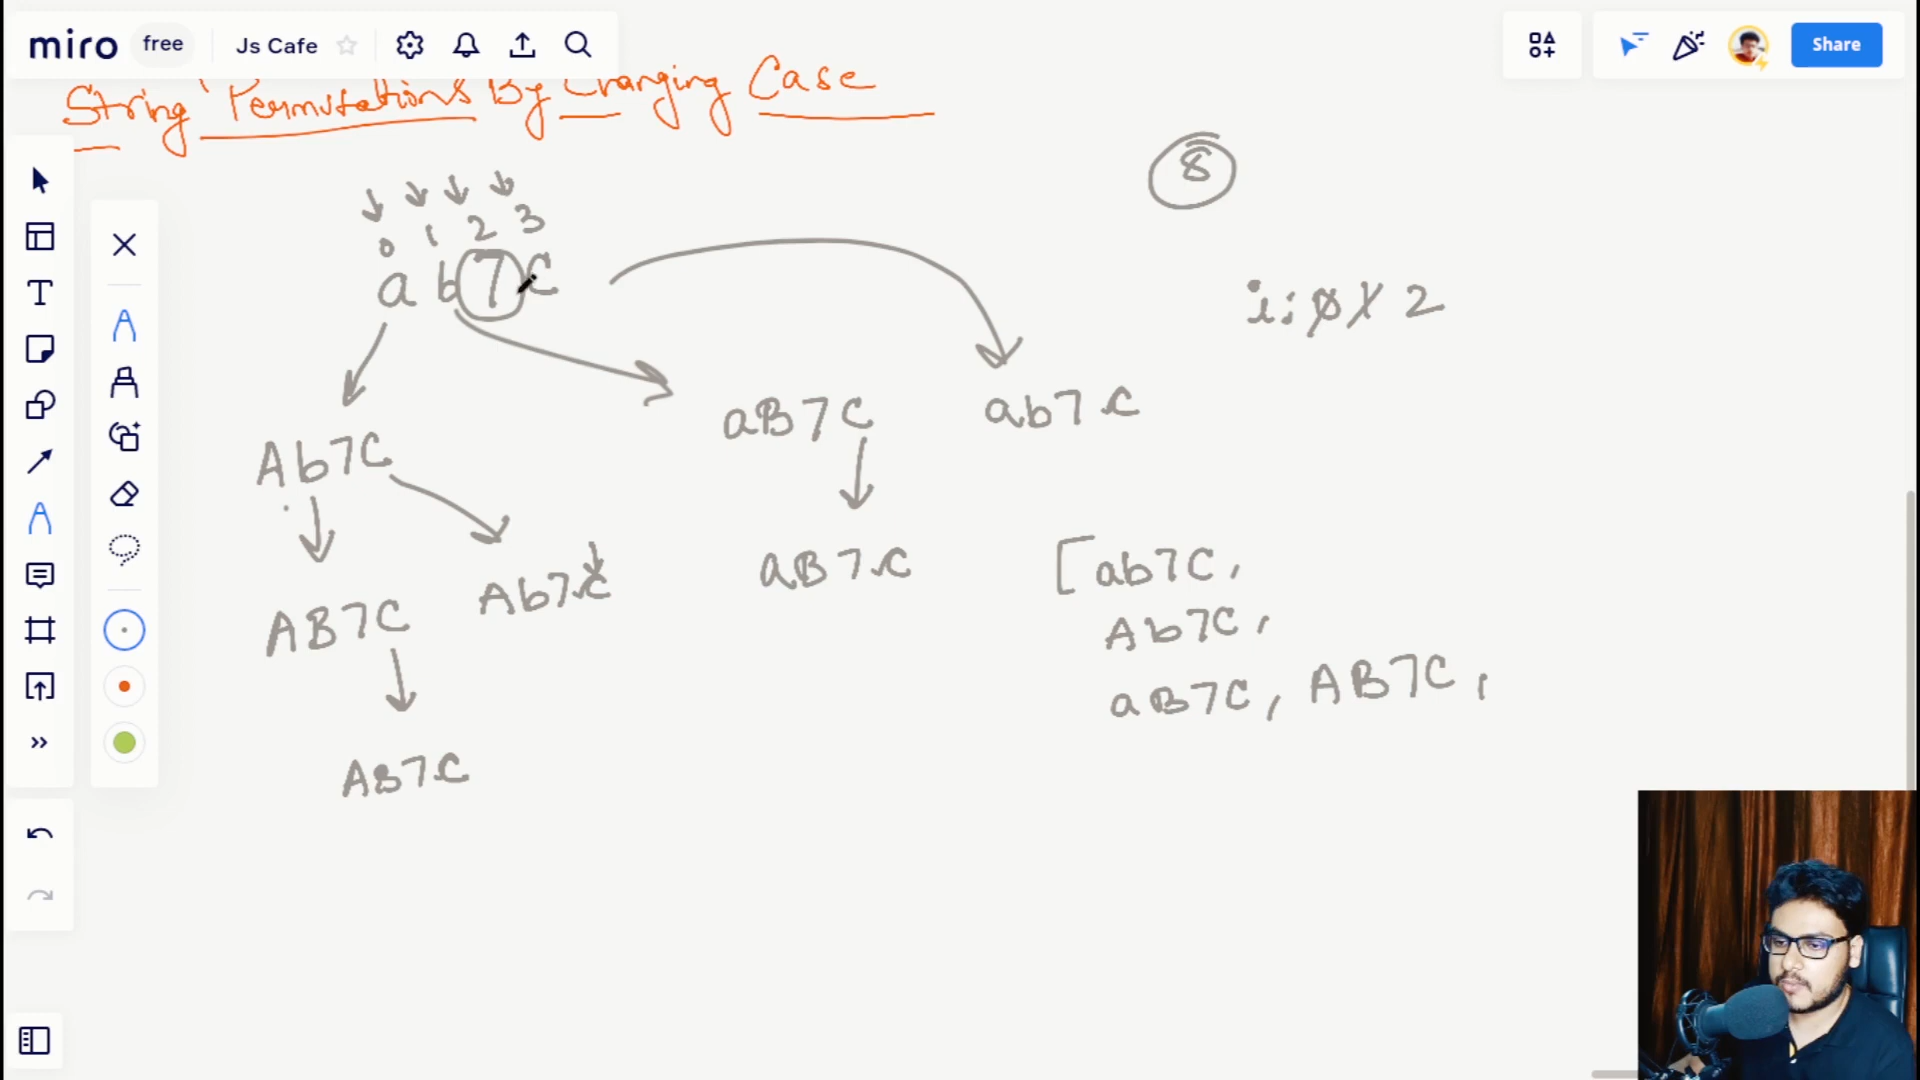 miro free Js Cafe Share
String Permutations By Changing Case
8
0 1 2 3
a b 7 C
i: 0 1 2
aB7C ab7c
Ab7C
[ab7C,
aB7c
Ab7c
AB7C
Ab7C,
aB7C, AB7C,
AB7c